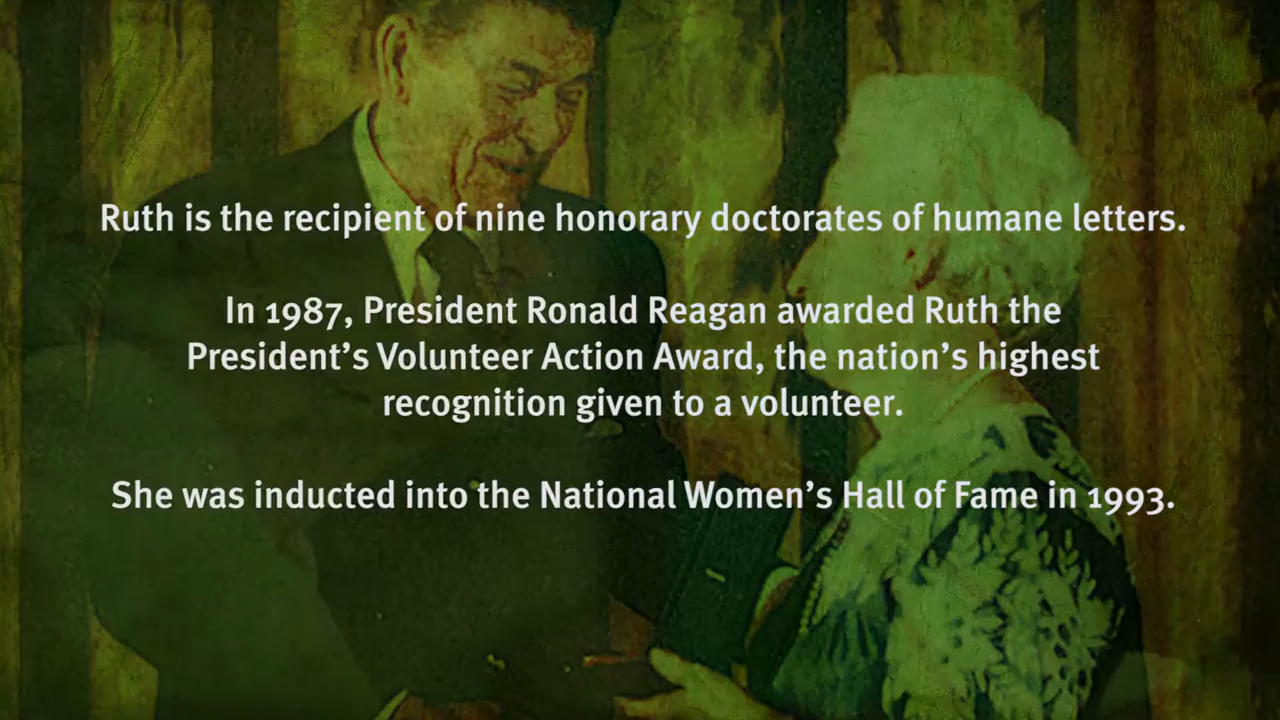 Ruth is the recipient of nine honorary doctorates of humane letters.
In 1987, President Ronald Reagan awarded Ruth the
President’s Volunteer Action Award, the nation’s highest
recognition given to a volunteer.
She was inducted into the National Women’s Hall of Fame in 1993.